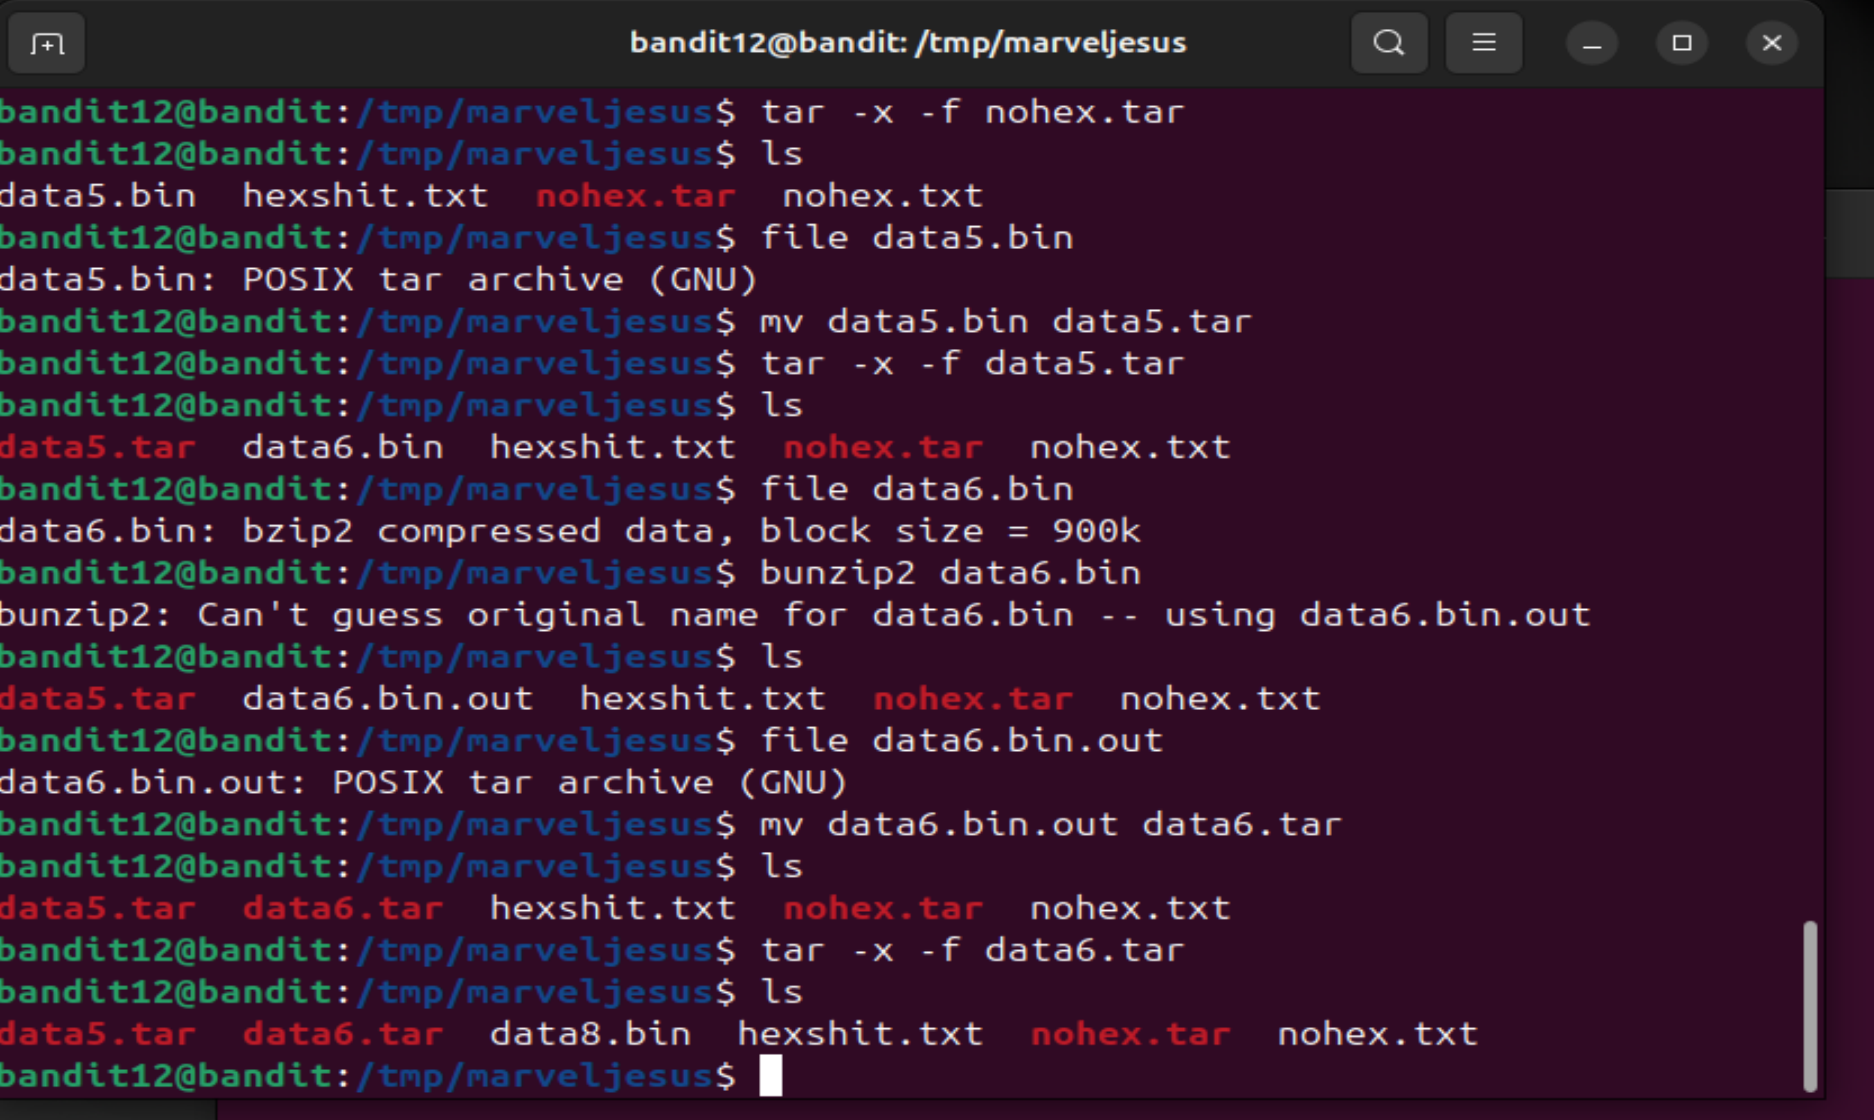 bandit12@bandit: /tmp/marveljesus
bandit12@bandit:/tmp/marveljesus$ tar -x -f nohex.tar
bandit12@bandit:/tmp/marveljesus$ ls
data5.bin  hexshit.txt  nohex.tar  nohex.txt
bandit12@bandit:/tmp/marveljesus$ file data5.bin
data5.bin: POSIX tar archive (GNU)
bandit12@bandit:/tmp/marveljesus$ mv data5.bin data5.tar
bandit12@bandit:/tmp/marveljesus$ tar -x -f data5.tar
bandit12@bandit:/tmp/marveljesus$ ls
data5.tar  data6.bin  hexshit.txt  nohex.tar  nohex.txt
bandit12@bandit:/tmp/marveljesus$ file data6.bin
data6.bin: bzip2 compressed data, block size = 900k
bandit12@bandit:/tmp/marveljesus$ bunzip2 data6.bin
bunzip2: Can't guess original name for data6.bin -- using data6.bin.out
bandit12@bandit:/tmp/marveljesus$ ls
data5.tar  data6.bin.out  hexshit.txt  nohex.tar  nohex.txt
bandit12@bandit:/tmp/marveljesus$ file data6.bin.out
data6.bin.out: POSIX tar archive (GNU)
bandit12@bandit:/tmp/marveljesus$ mv data6.bin.out data6.tar
bandit12@bandit:/tmp/marveljesus$ ls
data5.tar  data6.tar  hexshit.txt  nohex.tar  nohex.txt
bandit12@bandit:/tmp/marveljesus$ tar -x -f data6.tar
bandit12@bandit:/tmp/marveljesus$ ls
data5.tar  data6.tar  data8.bin  hexshit.txt  nohex.tar  nohex.txt
bandit12@bandit:/tmp/marveljesus$